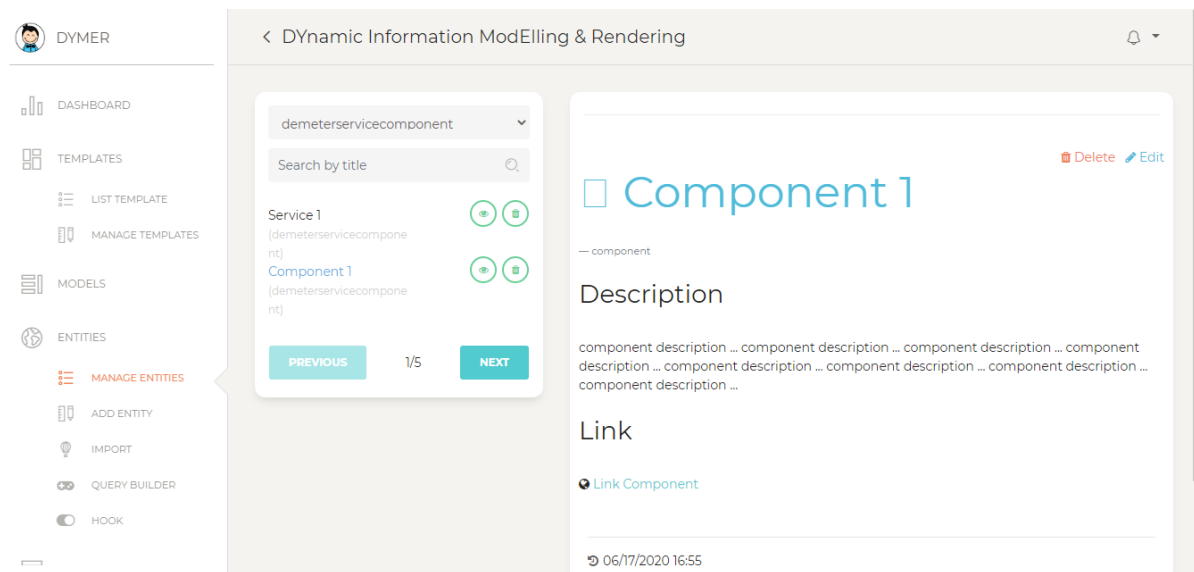 DYMER
DASHBOARD
TEMPLATES
LIST TEMPLATE
MANAGE TEMPLATES
MODELS
ENTITIES
MANAGE ENTITIES
ADD ENTITY
IMPORT
QUERY BUILDER
HOOK
DYnamic Information ModElling & Rendering
demeterservicecomponent
Search by title
Service 1
(demeterservicecompone
nt)
Component 1
(demeterservicecompone
nt)
PREVIOUS 1/5 NEXT
Delete Edit
Component 1
— component
Description
component description ... component description ... component description ... component
description ... component description ... component description ... component description ...
component description ...
Link
Link Component
06/17/2020 16:55